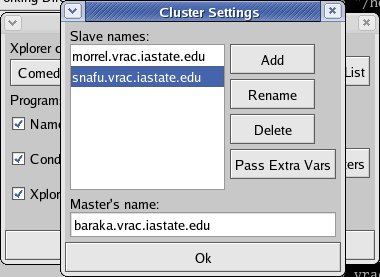 Cluster Settings
Slave names:
morrel.vrac.iastate.edu
snafu.vrac.iastate.edu
Add
Rename
Delete
Pass Extra Vars
Master's name:
baraka.vrac.iastate.edu
Ok
Xplorer
Comed
List
Program
Name
Cond
Xplor
ters